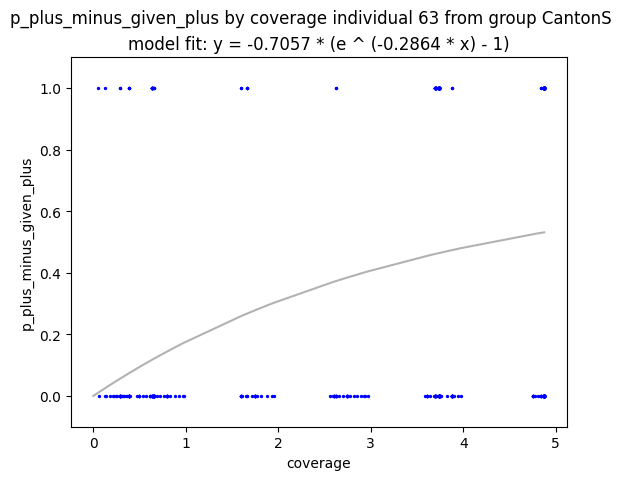 p_plus_minus_given_plus by coverage individual 63 from group CantonS
model fit: y = -0.7057 * (e ^ (-0.2864 * x) - 1)
1.0
0.8
0.6
0.4
0.2
0.0
p_plus_minus_given_plus
0 1 2 3 4 5
coverage